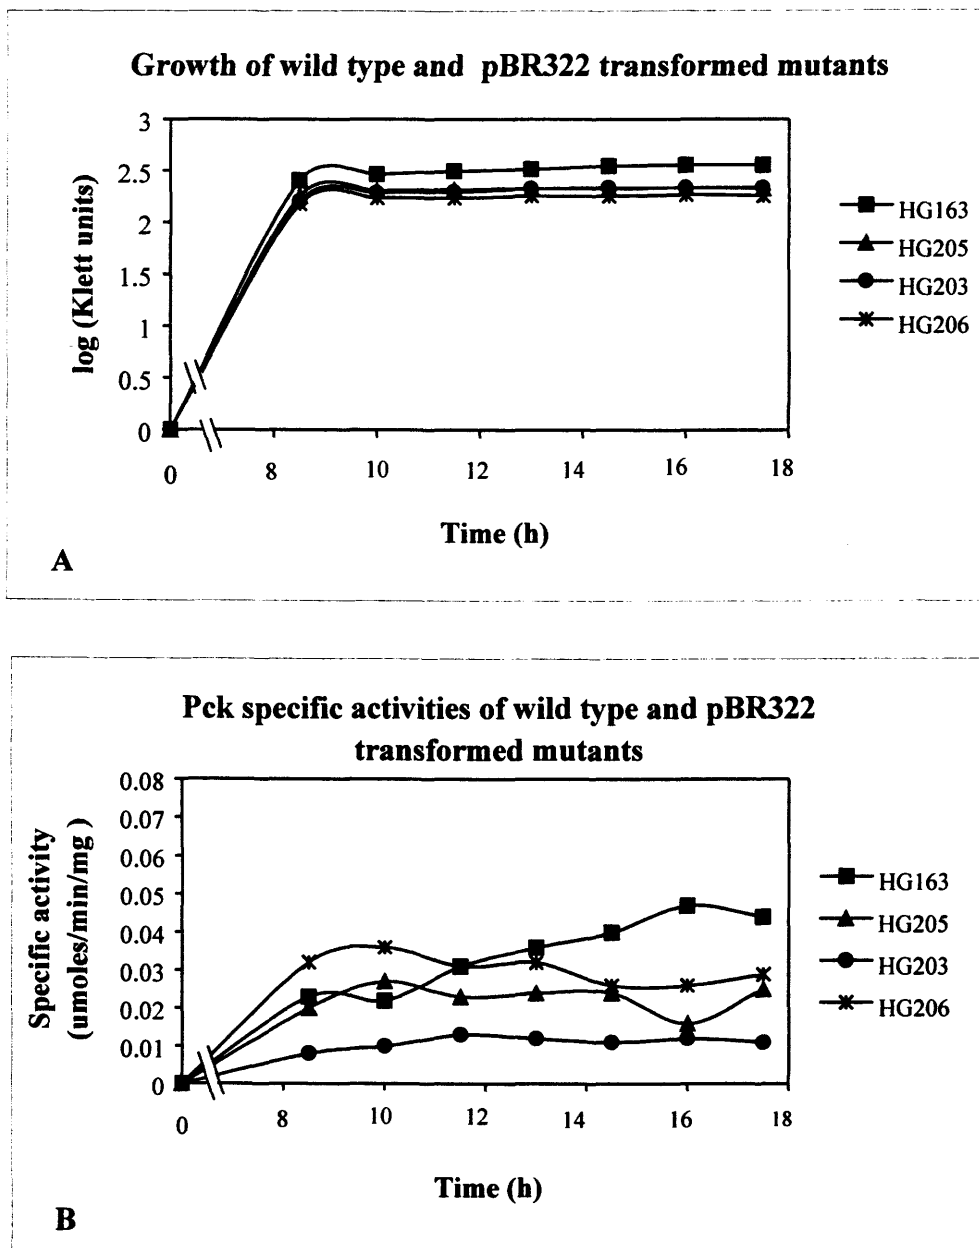 Growth of wild type and pBR322 transformed mutants
3
2.5
2
1.5
1
0.5
0
log (Klett units)
0 8 10 12 14 16 18
Time (h)
HG163
HG205
HG203
HG206
A
Pck specific activities of wild type and pBR322
transformed mutants
0.08
0.07
0.06
0.05
0.04
0.03
0.02
0.01
0
Specific activity
(umoles/min/mg )
0 8 10 12 14 16 18
Time (h)
HG163
HG205
HG203
HG206
B